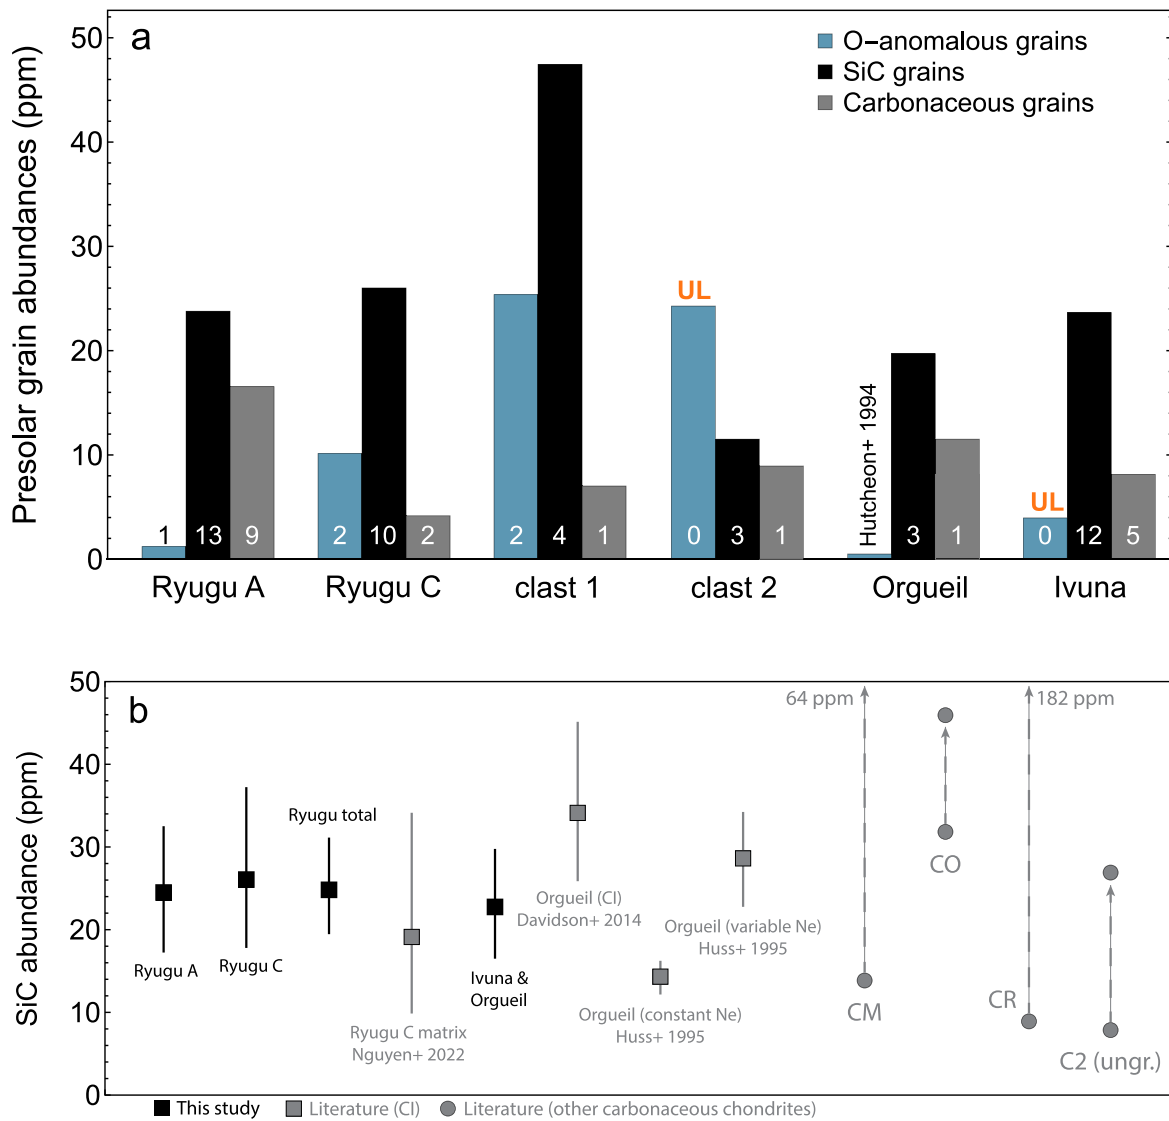 a
O–anomalous grains
SiC grains
Carbonaceous grains
Presolar grain abundances (ppm)
50
40
30
20
10
0
UL
Hutcheon+ 1994
UL
1 13 9
2 10 2
2 4 1
0 3 1
3 1
0 12 5
Ryugu A
Ryugu C
clast 1
clast 2
Orgueil
Ivuna
b
SiC abundance (ppm)
50
40
30
20
10
0
64 ppm
182 ppm
Ryugu total
Ryugu A
Ryugu C
Ryugu C matrix
Nguyen+ 2022
Ivuna &
Orgueil
Orgueil (CI)
Davidson+ 2014
Orgueil (constant Ne)
Huss+ 1995
Orgueil (variable Ne)
Huss+ 1995
CM
CO
CR
C2 (ungr.)
This study
Literature (CI)
Literature (other carbonaceous chondrites)